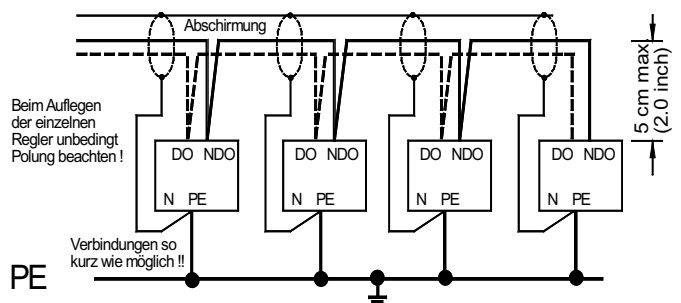 Abschirmung
Beim Auflegen
der einzelnen
Regler unbedingt
Polung beachten !
5 cm max
(2.0 inch)
DO NDO
N PE
DO NDO
N PE
DO NDO
N PE
DO NDO
N PE
Verbindungen so
kurz wie möglich !!
PE